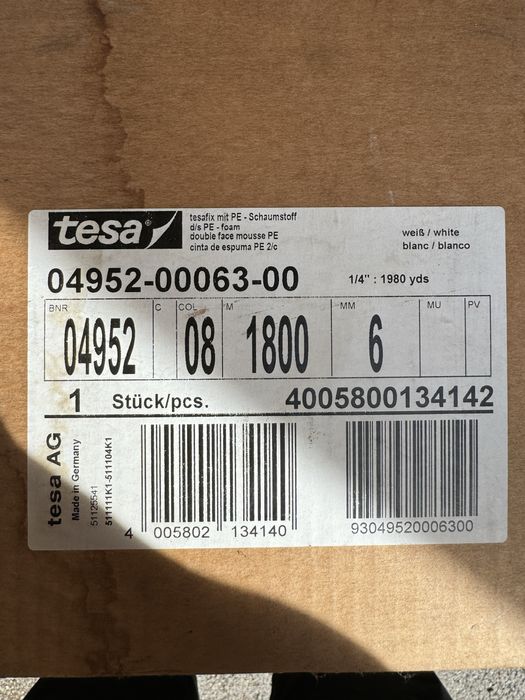 tesa
tesafix mit PE - Schaumstoff
d/s PE - foam
double face mousse PE
cinta de espuma PE 2/c
weiß / white
blanc / blanco
04952-00063-00
1/4" : 1980 yds
BNR C COL M MM MU PV
04952 08 1800 6
1 Stück/pcs. 4005800134142
tesa AG
Made in Germany
51125541
511111K1-511104K1
4 005802 134140
93049520006300